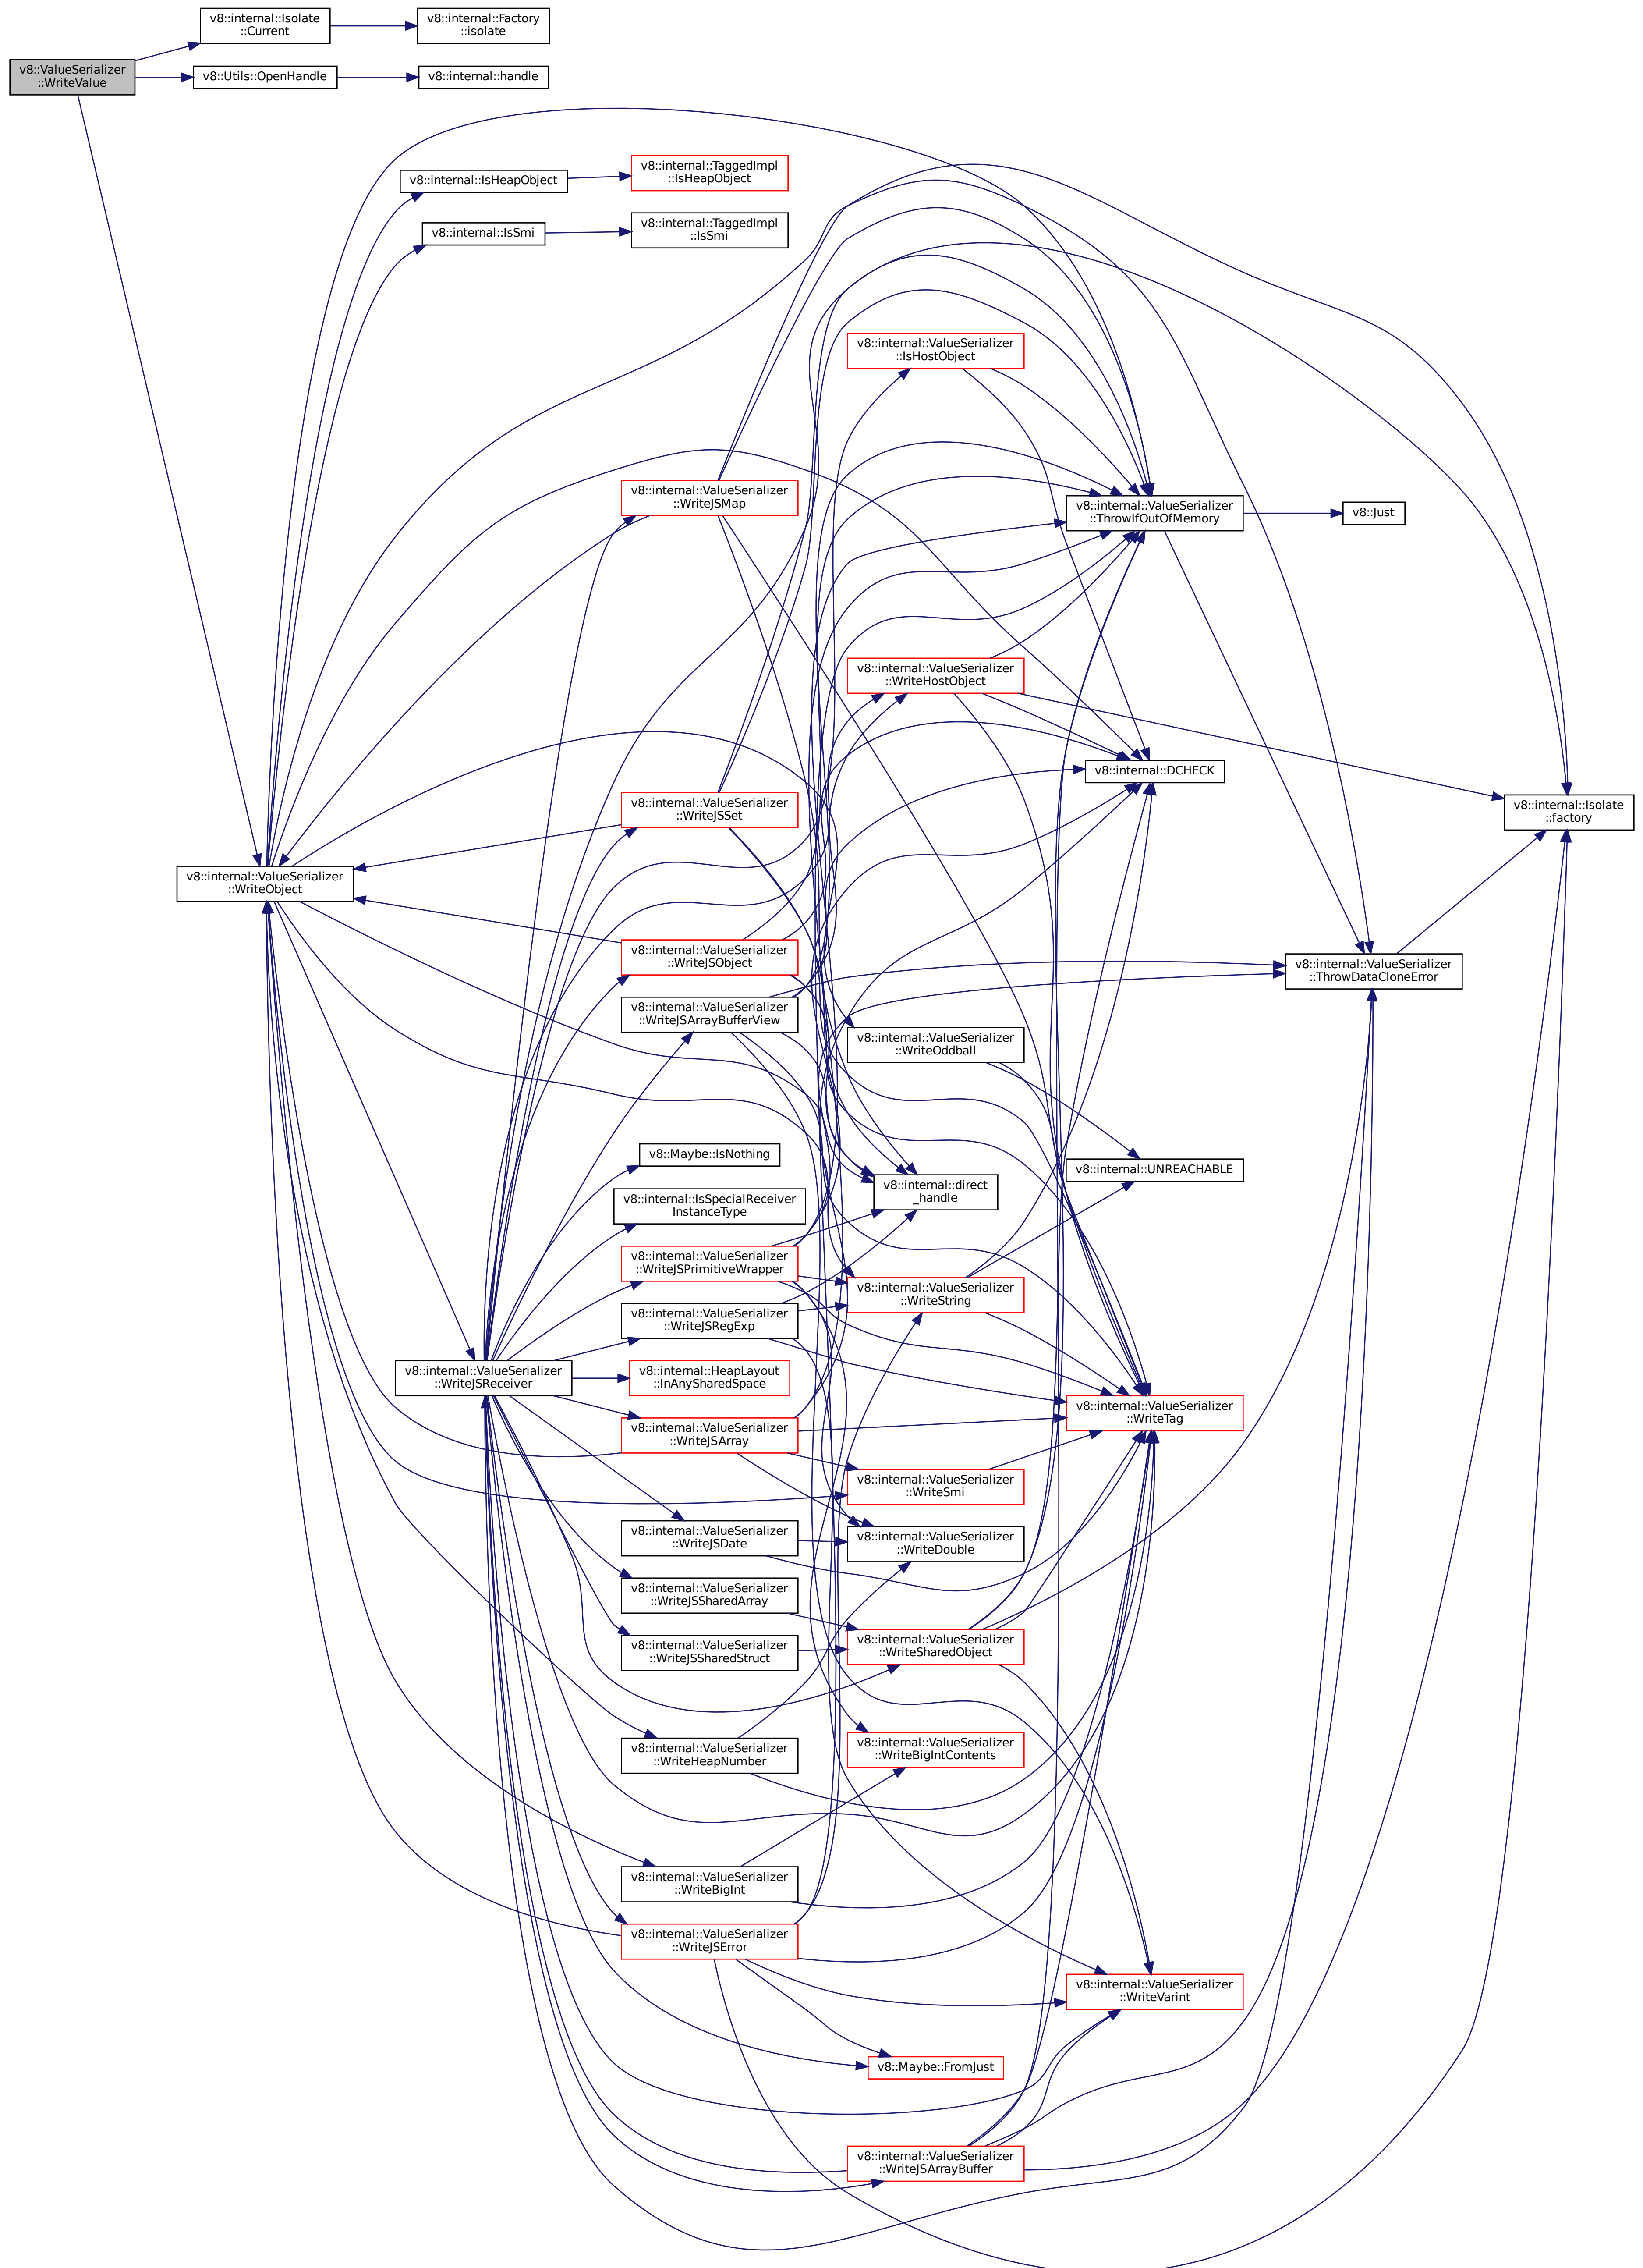 v8::ValueSerializer
::WriteValue
v8::internal::Isolate
::Current
v8::internal::Factory
::isolate
v8::Utils::OpenHandle
v8::internal::handle
v8::internal::IsHeapObject
v8::internal::TaggedImpl
::IsHeapObject
v8::internal::IsSmi
v8::internal::TaggedImpl
::IsSmi
v8::internal::ValueSerializer
::IsHostObject
v8::internal::ValueSerializer
::WriteJSMap
v8::internal::ValueSerializer
::ThrowIfOutOfMemory
v8::Just
v8::internal::ValueSerializer
::WriteHostObject
v8::internal::DCHECK
v8::internal::ValueSerializer
::WriteJSSet
v8::internal::Isolate
::factory
v8::internal::ValueSerializer
::WriteObject
v8::internal::ValueSerializer
::WriteJSObject
v8::internal::ValueSerializer
::ThrowDataCloneError
v8::internal::ValueSerializer
::WriteJSArrayBufferView
v8::internal::ValueSerializer
::WriteOddball
v8::Maybe::IsNothing
v8::internal::UNREACHABLE
v8::internal::IsSpecialReceiver
InstanceType
v8::internal::direct
_handle
v8::internal::ValueSerializer
::WriteJSPrimitiveWrapper
v8::internal::ValueSerializer
::WriteString
v8::internal::ValueSerializer
::WriteJSRegExp
v8::internal::ValueSerializer
::WriteJSReceiver
v8::internal::HeapLayout
::InAnySharedSpace
v8::internal::ValueSerializer
::WriteTag
v8::internal::ValueSerializer
::WriteJSArray
v8::internal::ValueSerializer
::WriteSmi
v8::internal::ValueSerializer
::WriteJSDate
v8::internal::ValueSerializer
::WriteDouble
v8::internal::ValueSerializer
::WriteJSSharedArray
v8::internal::ValueSerializer
::WriteJSSharedStruct
v8::internal::ValueSerializer
::WriteSharedObject
v8::internal::ValueSerializer
::WriteHeapNumber
v8::internal::ValueSerializer
::WriteBigIntContents
v8::internal::ValueSerializer
::WriteBigInt
v8::internal::ValueSerializer
::WriteJSError
v8::internal::ValueSerializer
::WriteVarint
v8::Maybe::FromJust
v8::internal::ValueSerializer
::WriteJSArrayBuffer